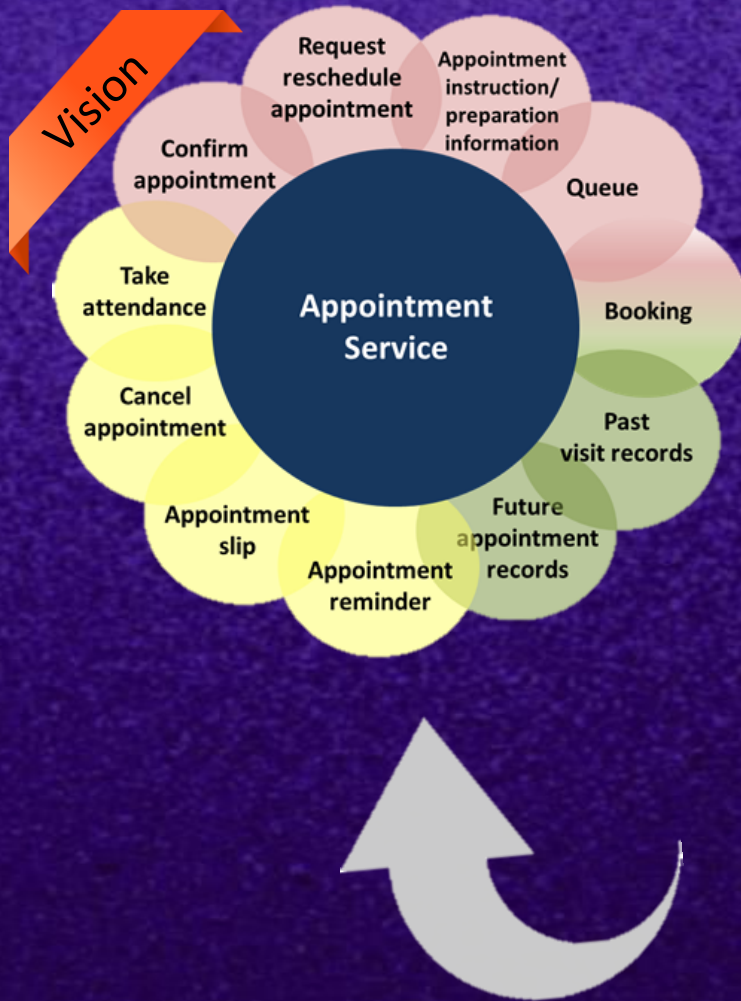 Vision
Request
reschedule
appointment
Appointment
instruction/
preparation
information
Confirm
appointment
Queue
Take
attendance
Appointment
Service
Booking
Cancel
appointment
Past
visit records
Appointment
slip
Future
appointment
records
Appointment
reminder